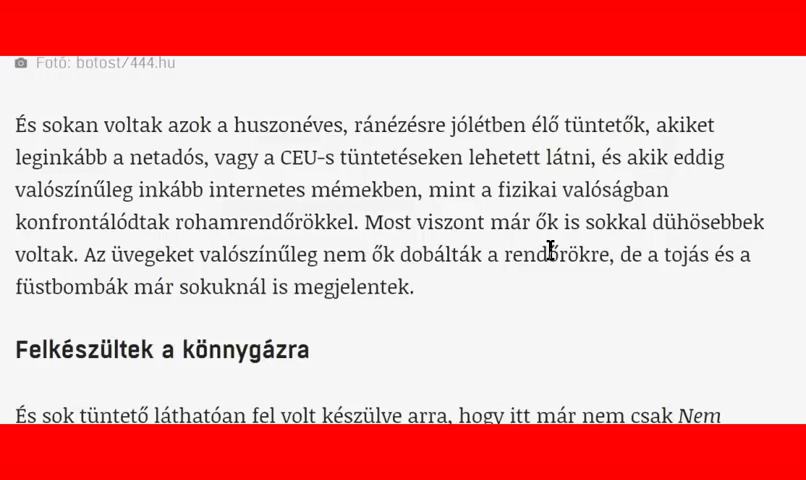 Fotó: botost/444.hu
És sokan voltak azok a huszonéves, ránézésre jólétben élő tüntetők, akiket
leginkább a netadós, vagy a CEU-s tüntetéseken lehetett látni, és akik eddig
valószínűleg inkább internetes mémekben, mint a fizikai valóságban
konfrontálódtak rohamrendőrökkel. Most viszont már ők is sokkal dühösebbek
voltak. Az üvegeket valószínűleg nem ők dobálták a rendőrökre, de a tojás és a
füstbombák már sokuknál is megjelentek.
Felkészültek a könnygázra
És sok tüntető láthatóan fel volt készülve arra, hogy itt már nem csak Nem